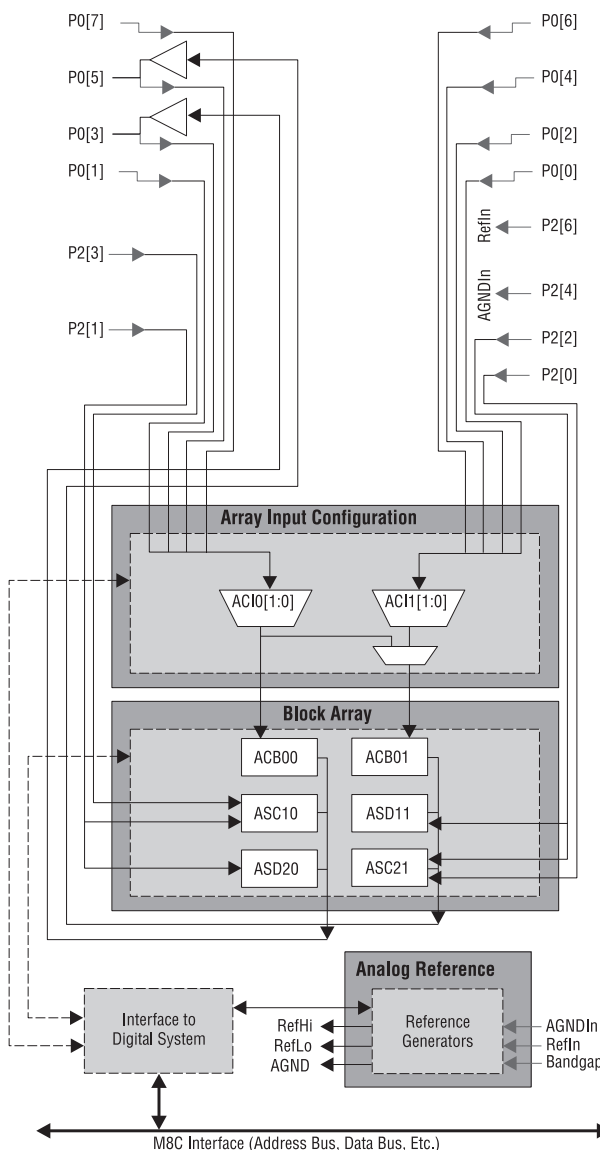 P0[7]
P0[6]
P0[5]
P0[4]
P0[3]
P0[2]
P0[1]
P0[0]
RefIn
P2[6]
P2[3]
AGNDIn
P2[4]
P2[1]
P2[2]
P2[0]
Array Input Configuration
ACI0[1:0]
ACI1[1:0]
Block Array
ACB00
ACB01
ASC10
ASD11
ASD20
ASC21
Analog Reference
Interface to
Digital System
RefHi
RefLo
AGND
Reference
Generators
AGNDIn
RefIn
Bandgap
M8C Interface (Address Bus, Data Bus, Etc.)